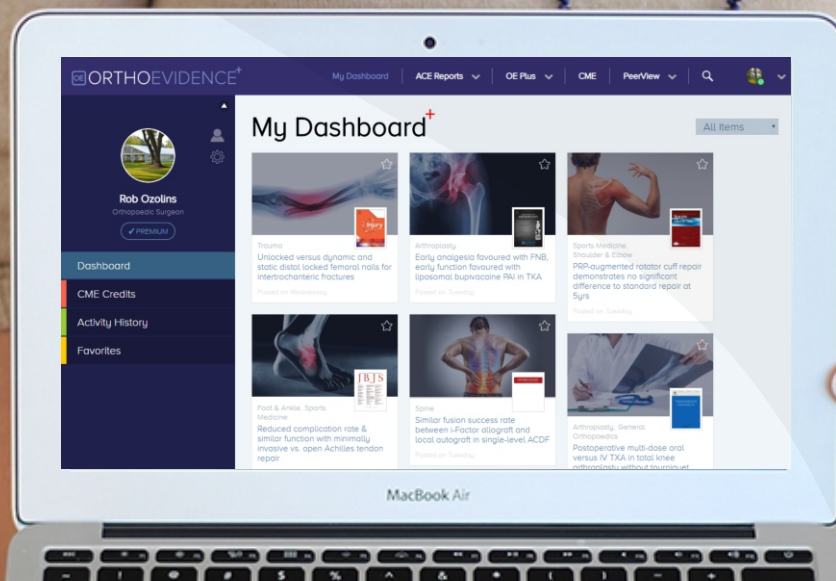 OE ORTHOEVIDENCE+
My Dashboard
ACE Reports
OE Plus
CME
PeerView
Rob Ozolins
Orthopaedic Surgeon
✓ PREMIUM
Dashboard
CME Credits
Activity History
Favorites
My Dashboard+
All Items
Injury
Trauma
Unlocked versus dynamic and
static distal locked femoral nails for
intertrochanteric fractures
Posted on Wednesday
Arthroplasty
Early analgesia favoured with FNB,
early function favoured with
liposomal bupivacaine PAI in TKA
Posted on Tuesday
Sports Medicine,
Shoulder & Elbow
PRP-augmented rotator cuff repair
demonstrates no significant
difference to standard repair at
5yrs
Posted on Tuesday
JBJS
Foot & Ankle, Sports
Medicine
Reduced complication rate &
similar function with minimally
invasive vs. open Achilles tendon
repair
Spine
Similar fusion success rate
between i-Factor allograft and
local autograft in single-level ACDF
Posted on Tuesday
Arthroplasty, General
Orthopaedics
Postoperative multi-dose oral
versus IV TXA in total knee
arthroplasty without tourniquet
MacBook Air
! # $ % ^ & * ( ) − +